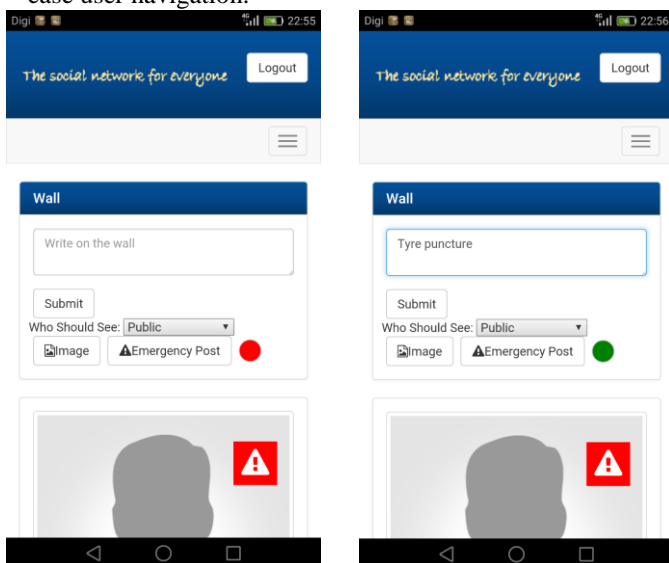 ease user navigation.
Digi 4G 22:55
The social network for everyone Logout
Wall
Write on the wall
Submit
Who Should See: Public
Image Emergency Post
Digi 4G 22:56
The social network for everyone Logout
Wall
Tyre puncture
Submit
Who Should See: Public
Image Emergency Post